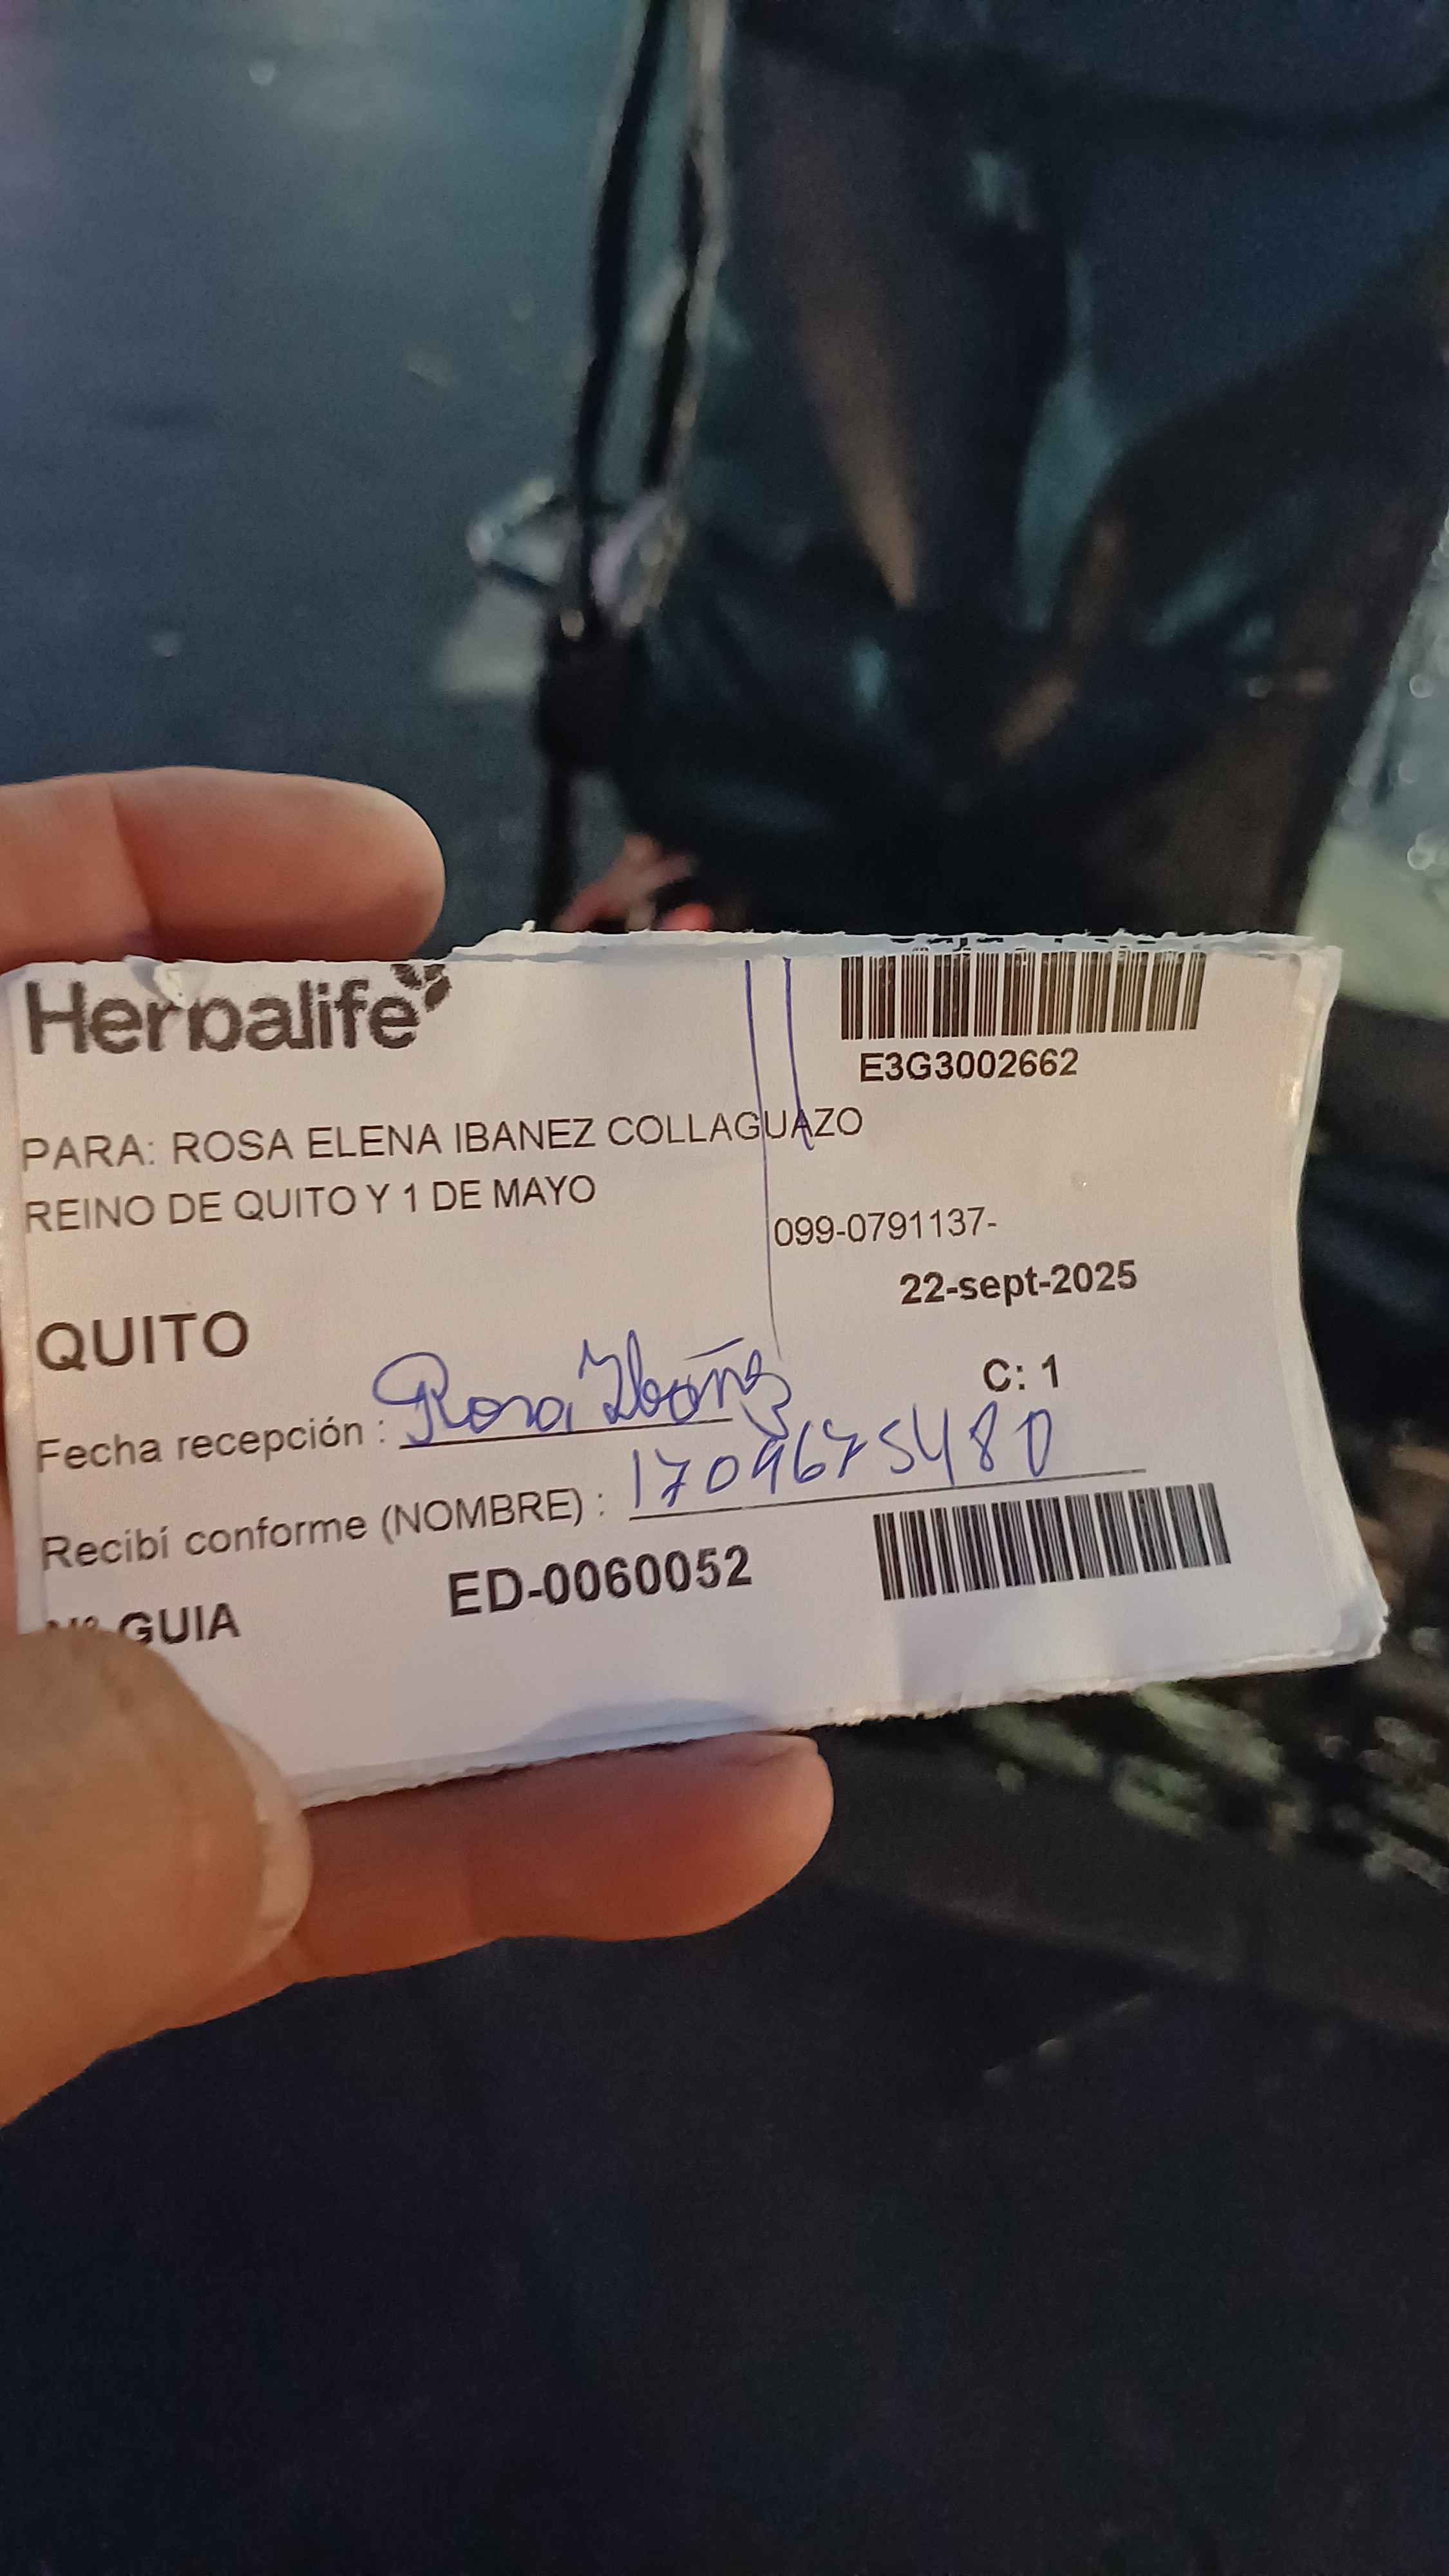 Herbalife
E3G3002662
PARA: ROSA ELENA IBANEZ COLLAGUAZO
REINO DE QUITO Y 1 DE MAYO
099-0791137-
22-sept-2025
QUITO
C: 1
Fecha recepción : Rosa Ibañez
Recibí conforme (NOMBRE) : 1709675480
Nº GUIA ED-0060052